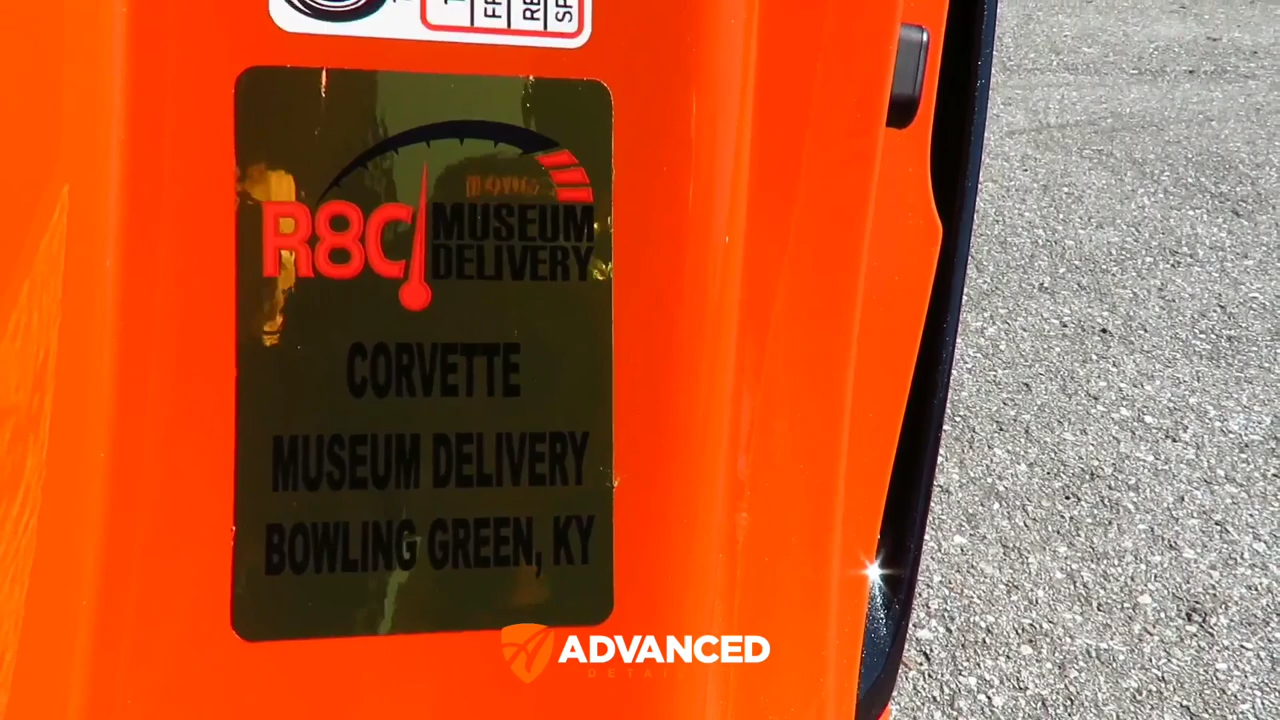 R8C MUSEUM
DELIVERY
CORVETTE
MUSEUM DELIVERY
BOWLING GREEN, KY
ADVANCED